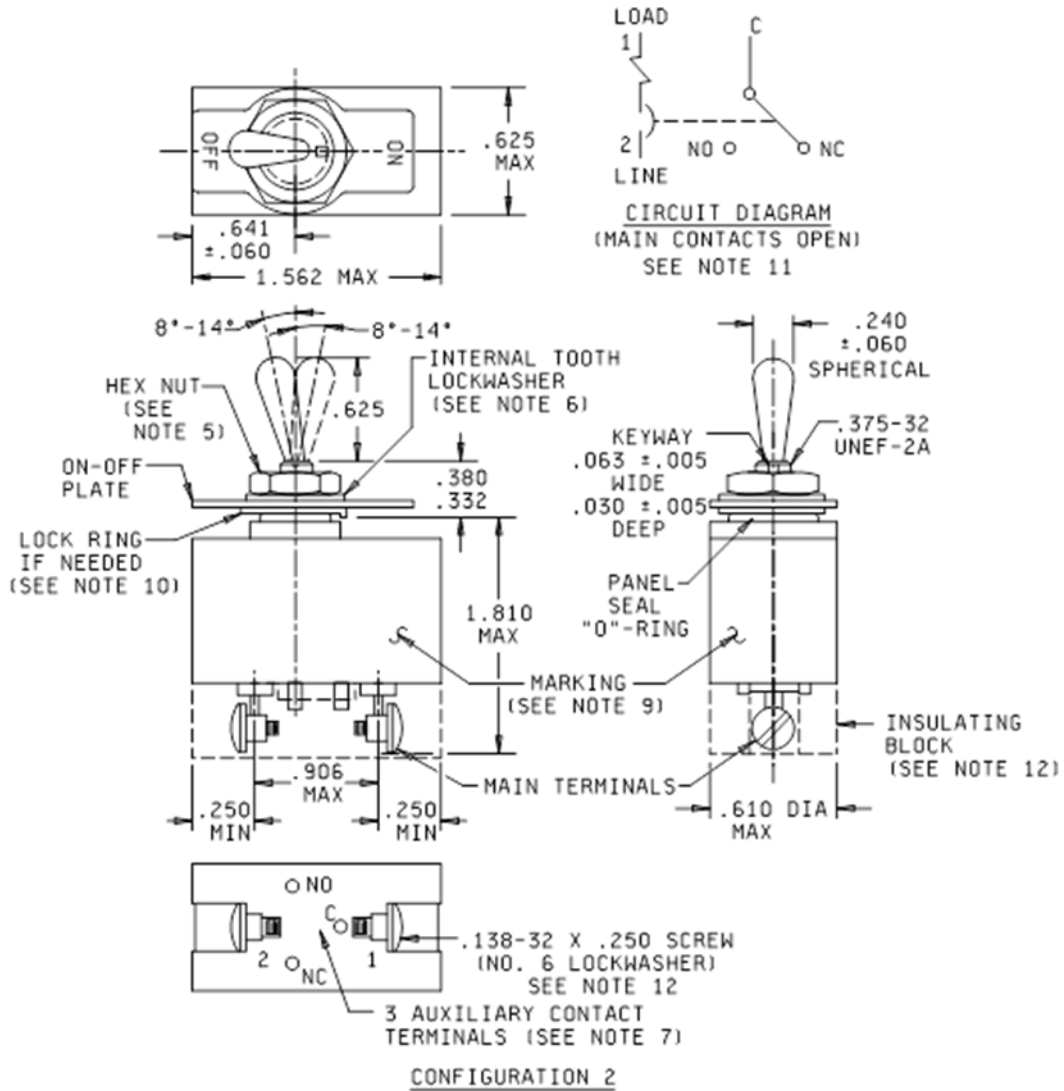 LOAD
1
2
LINE
C
NO
NC
CIRCUIT DIAGRAM
(MAIN CONTACTS OPEN)
SEE NOTE 11
OFF
ON
.625
MAX
.641
±.060
1.562 MAX
8°-14°
8°-14°
HEX NUT
(SEE
NOTE 5)
INTERNAL TOOTH
LOCKWASHER
(SEE NOTE 6)
.625
ON-OFF
PLATE
.380
.332
LOCK RING
IF NEEDED
(SEE NOTE 10)
1.810
MAX
.240
±.060
SPHERICAL
KEYWAY
.063 ±.005
WIDE
.030 ±.005
DEEP
.375-32
UNEF-2A
PANEL
SEAL
"O"-RING
MARKING
(SEE NOTE 9)
INSULATING
BLOCK
(SEE NOTE 12)
MAIN TERMINALS
.906
MAX
.250
MIN
.250
MIN
.610 DIA
MAX
NO
C
2
NC
1
.138-32 X .250 SCREW
(NO. 6 LOCKWASHER)
SEE NOTE 12
3 AUXILIARY CONTACT
TERMINALS (SEE NOTE 7)
CONFIGURATION 2